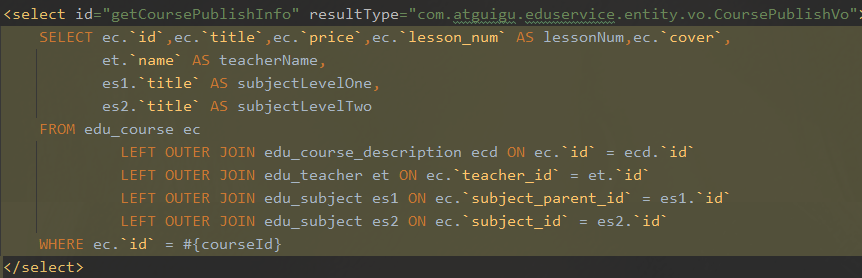 <select id="getCoursePublishInfo" resultType="com.atguigu.eduservice.entity.vo.CoursePublishVo">
SELECT ec.`id`,ec.`title`,ec.`price`,ec.`lesson_num` AS lessonNum,ec.`cover`,
et.`name` AS teacherName,
es1.`title` AS subjectLevelOne,
es2.`title` AS subjectLevelTwo
FROM edu_course ec
LEFT OUTER JOIN edu_course_description ecd ON ec.`id` = ecd.`id`
LEFT OUTER JOIN edu_teacher et ON ec.`teacher_id` = et.`id`
LEFT OUTER JOIN edu_subject es1 ON ec.`subject_parent_id` = es1.`id`
LEFT OUTER JOIN edu_subject es2 ON ec.`subject_id` = es2.`id`
WHERE ec.`id` = #{courseId}
</select>